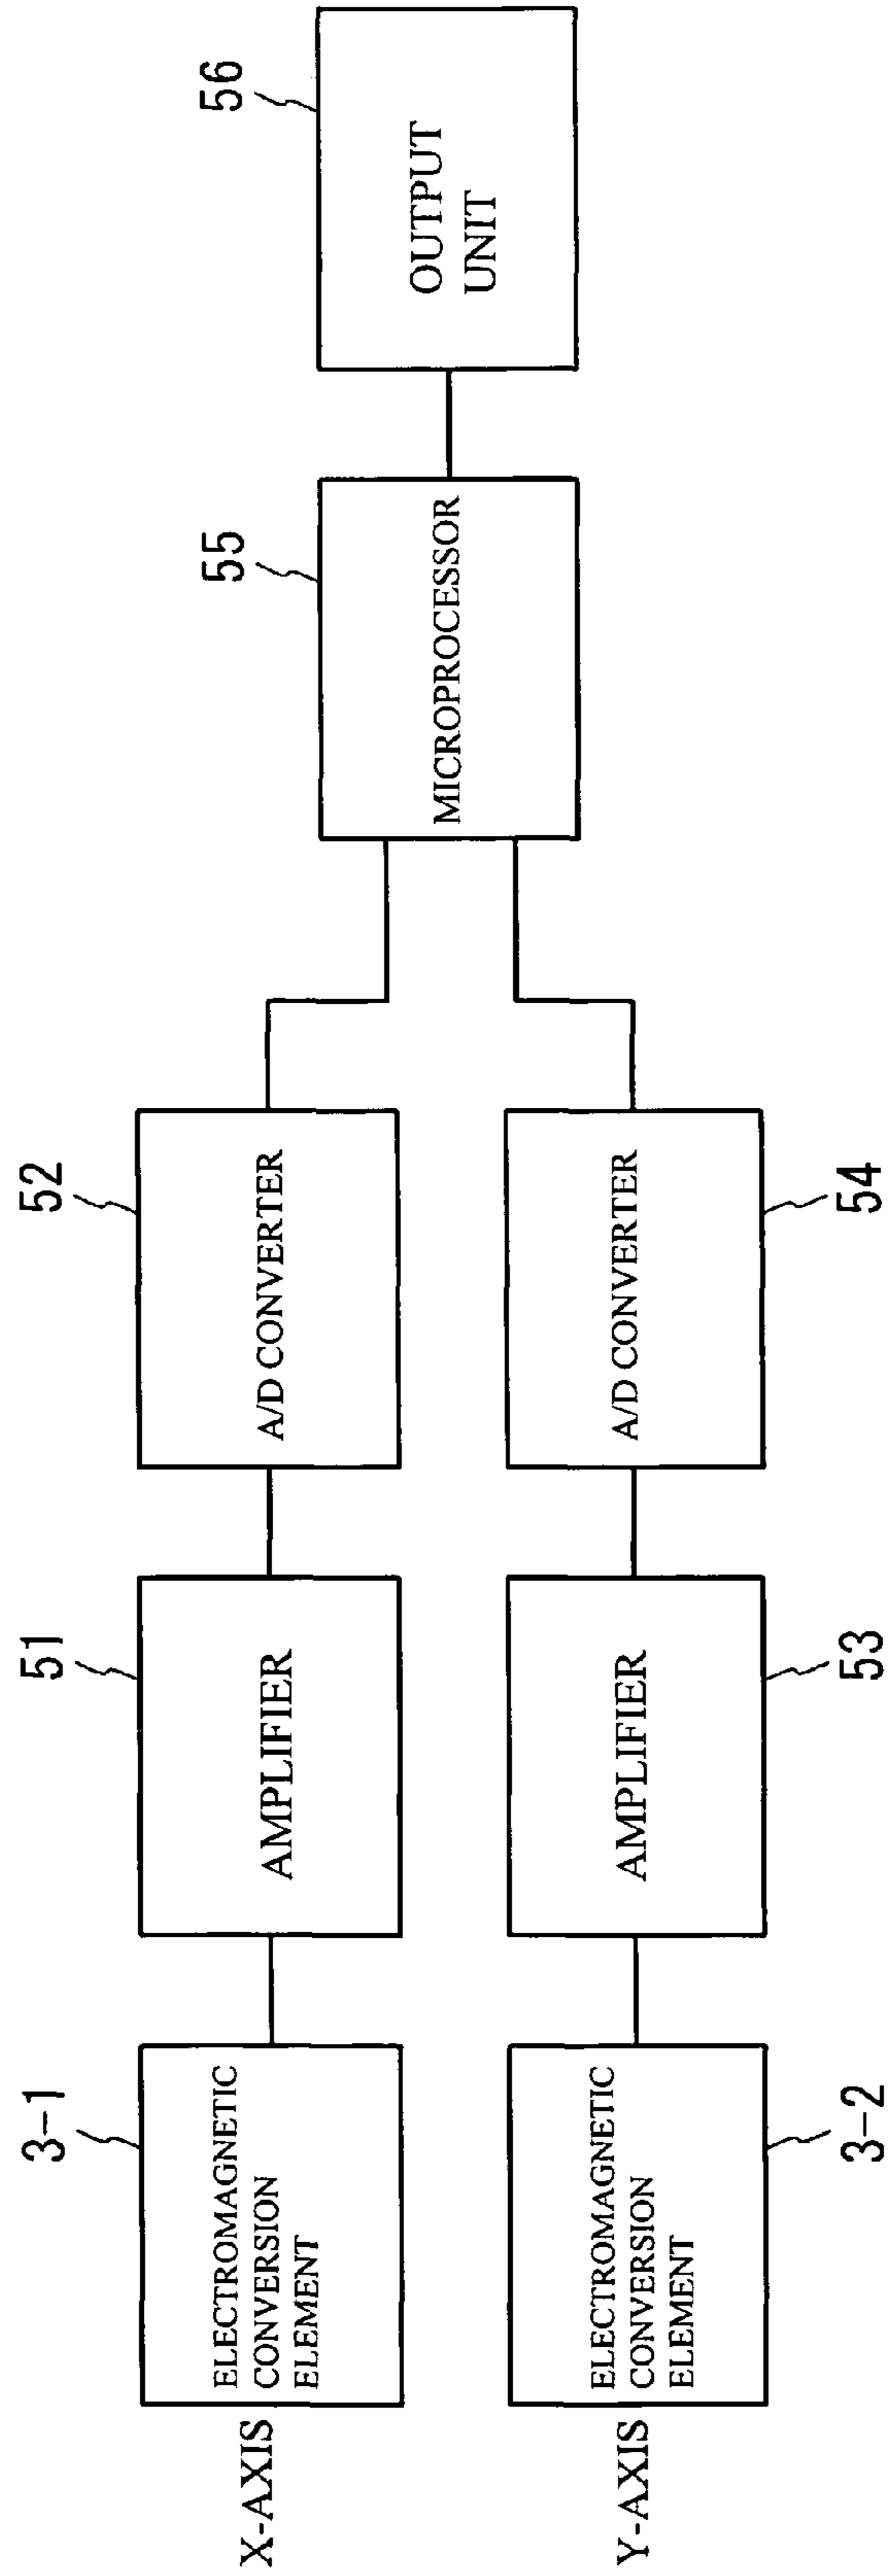 X-AXIS
3-1
ELECTROMAGNETIC
CONVERSION
ELEMENT
51
AMPLIFIER
52
A/D CONVERTER
Y-AXIS
ELECTROMAGNETIC
CONVERSION
ELEMENT
3-2
AMPLIFIER
53
A/D CONVERTER
54
55
MICROPROCESSOR
56
OUTPUT
UNIT